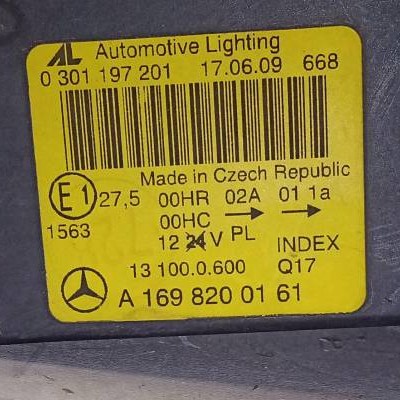 AL Automotive Lighting
0 301 197 201 17.06.09 668
Made in Czech Republic
E1 27,5 00HR 02A 01 1a
1563 00HC → →
12 24 V PL INDEX
13 100.0.600 Q17
A 169 820 01 61